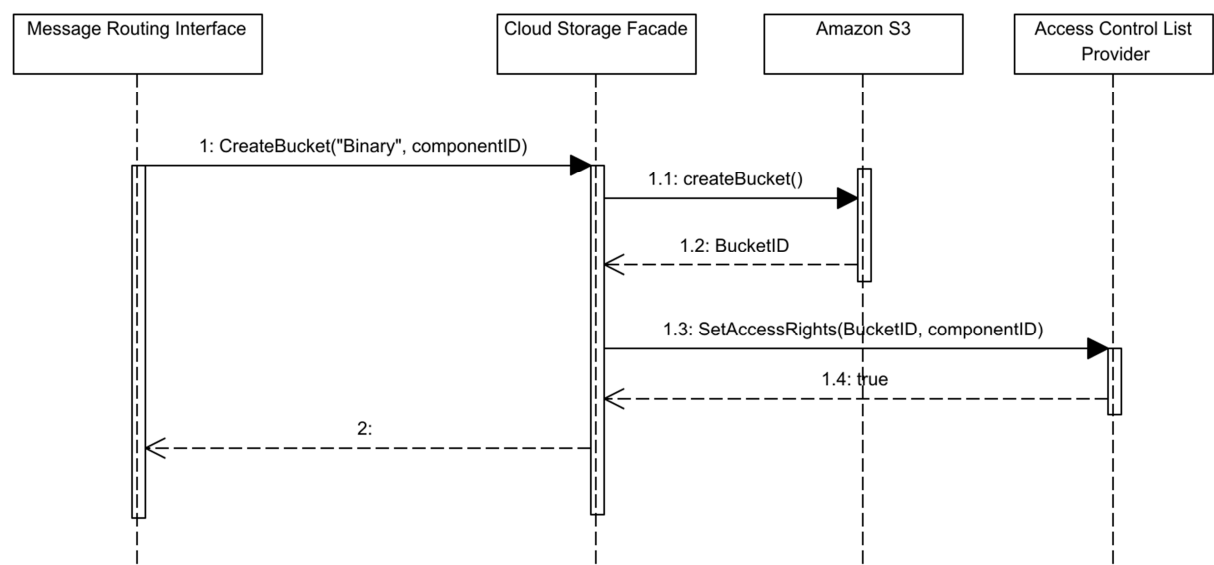 Message Routing Interface
Cloud Storage Facade
Amazon S3
Access Control List
Provider
1: CreateBucket("Binary", componentID)
1.1: createBucket()
1.2: BucketID
1.3: SetAccessRights(BucketID, componentID)
1.4: true
2: